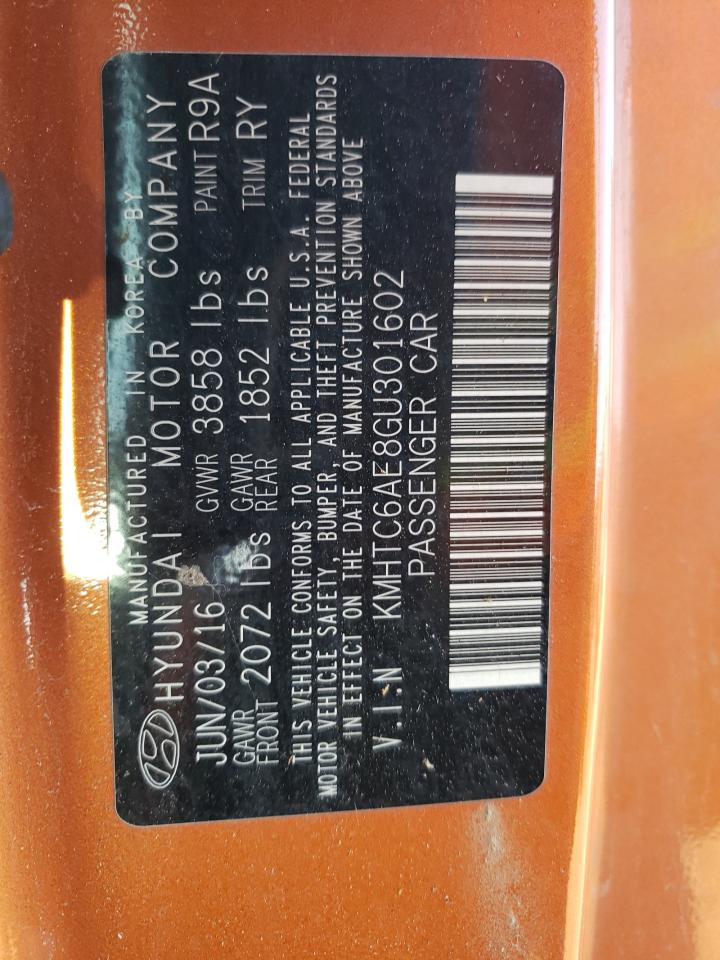 MANUFACTURED IN KOREA BY
HYUNDAI MOTOR COMPANY
JUN/03/16 GVWR 3858 lbs PAINT R9A
GAWR FRONT 2072 lbs GAWR REAR 1852 lbs TRIM RY
THIS VEHICLE CONFORMS TO ALL APPLICABLE U.S.A. FEDERAL
MOTOR VEHICLE SAFETY, BUMPER, AND THEFT PREVENTION STANDARDS
IN EFFECT ON THE DATE OF MANUFACTURE SHOWN ABOVE
V.I.N KMHTC6AE8GU301602
PASSENGER CAR